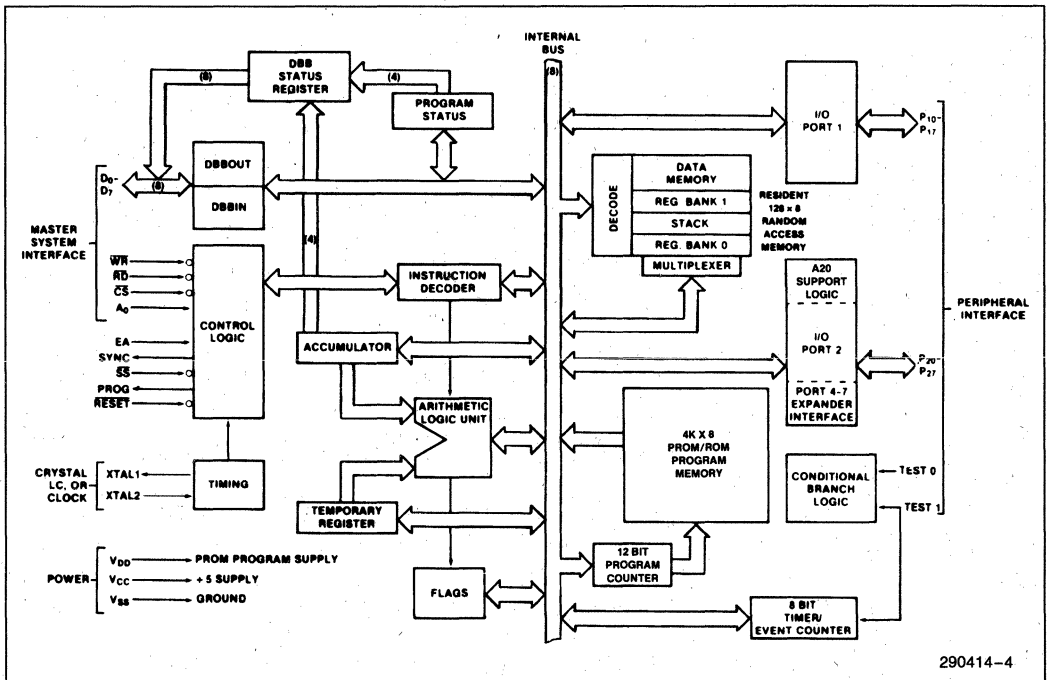 INTERNAL
BUS
(8)
DBB
STATUS
REGISTER
(8)
(4)
PROGRAM
STATUS
DBBOUT
DBBIN
D0-
D7
(8)
MASTER
SYSTEM
INTERFACE
WR
RD
CS
A0
EA
SYNC
SS
PROG
RESET
CONTROL
LOGIC
(4)
INSTRUCTION
DECODER
ACCUMULATOR
ARITHMETIC
LOGIC UNIT
TEMPORARY
REGISTER
FLAGS
CRYSTAL
LC, OR
CLOCK
XTAL1
XTAL2
TIMING
POWER
VDD
PROM PROGRAM SUPPLY
VCC
+ 5 SUPPLY
VSS
GROUND
I/O
PORT 1
P10-
P17
DECODE
DATA
MEMORY
REG. BANK 1
STACK
REG. BANK 0
MULTIPLEXER
RESIDENT
128 x 8
RANDOM
ACCESS
MEMORY
A20
SUPPORT
LOGIC
I/O
PORT 2
PORT 4-7
EXPANDER
INTERFACE
P20-
P27
PERIPHERAL
INTERFACE
4K X 8
PROM/ROM
PROGRAM
MEMORY
CONDITIONAL
BRANCH
LOGIC
TEST 0
TEST 1
12 BIT
PROGRAM
COUNTER
8 BIT
TIMER/
EVENT COUNTER
290414-4